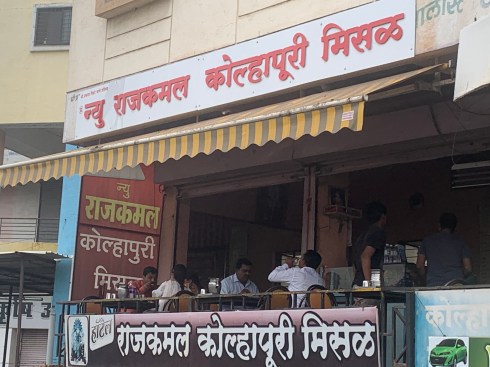 न्यु राजकमल कोल्हापूरी मिसळ
न्यु
राजकमल
कोल्हापुरी
मिसळ
हॉटेल
राजकमल कोल्हापूरी मिसळ
कोल्हा